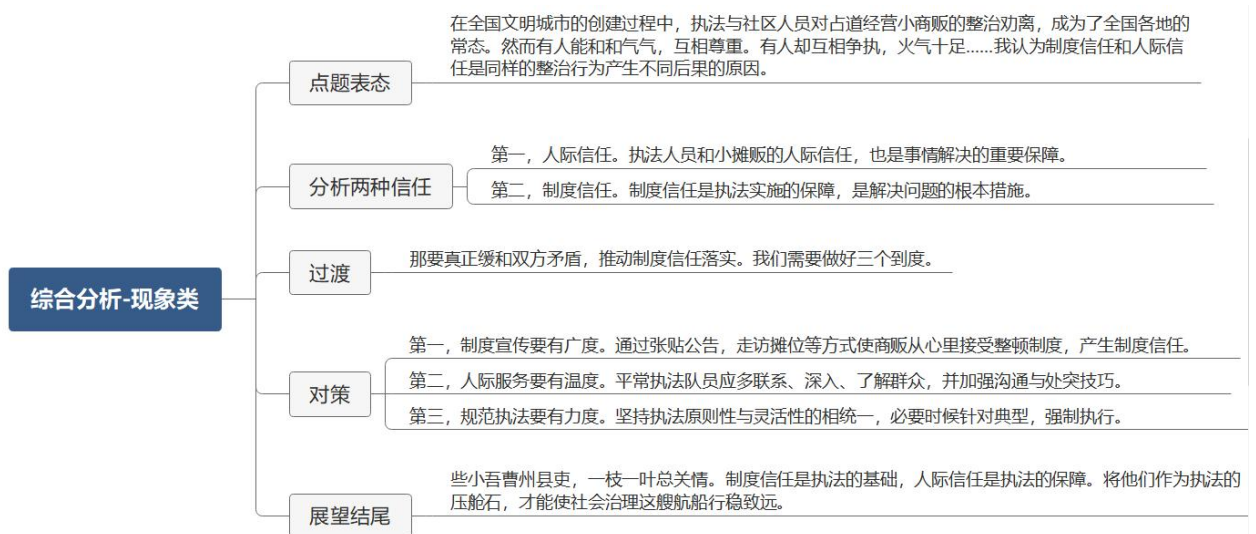 综合分析-现象类
点题表态
在全国文明城市的创建过程中，执法与社区人员对占道经营小商贩的整治劝离，成为了全国各地的
常态。然而有人能和和气气，互相尊重。有人却互相争执，火气十足......我认为制度信任和人际信
任是同样的整治行为产生不同后果的原因。
分析两种信任
第一，人际信任。执法人员和小摊贩的人际信任，也是事情解决的重要保障。
第二，制度信任。制度信任是执法实施的保障，是解决问题的根本措施。
过渡
那要真正缓和双方矛盾，推动制度信任落实。我们需要做好三个到度。
对策
第一，制度宣传要有广度。通过张贴公告，走访摊位等方式使商贩从心里接受整顿制度，产生制度信任。
第二，人际服务要有温度。平常执法队员应多联系、深入、了解群众，并加强沟通与处突技巧。
第三，规范执法要有力度。坚持执法原则性与灵活性的相统一，必要时候针对典型，强制执行。
展望结尾
些小吾曹州县吏，一枝一叶总关情。制度信任是执法的基础，人际信任是执法的保障。将他们作为执法的
压舱石，才能使社会治理这艘航船行稳致远。